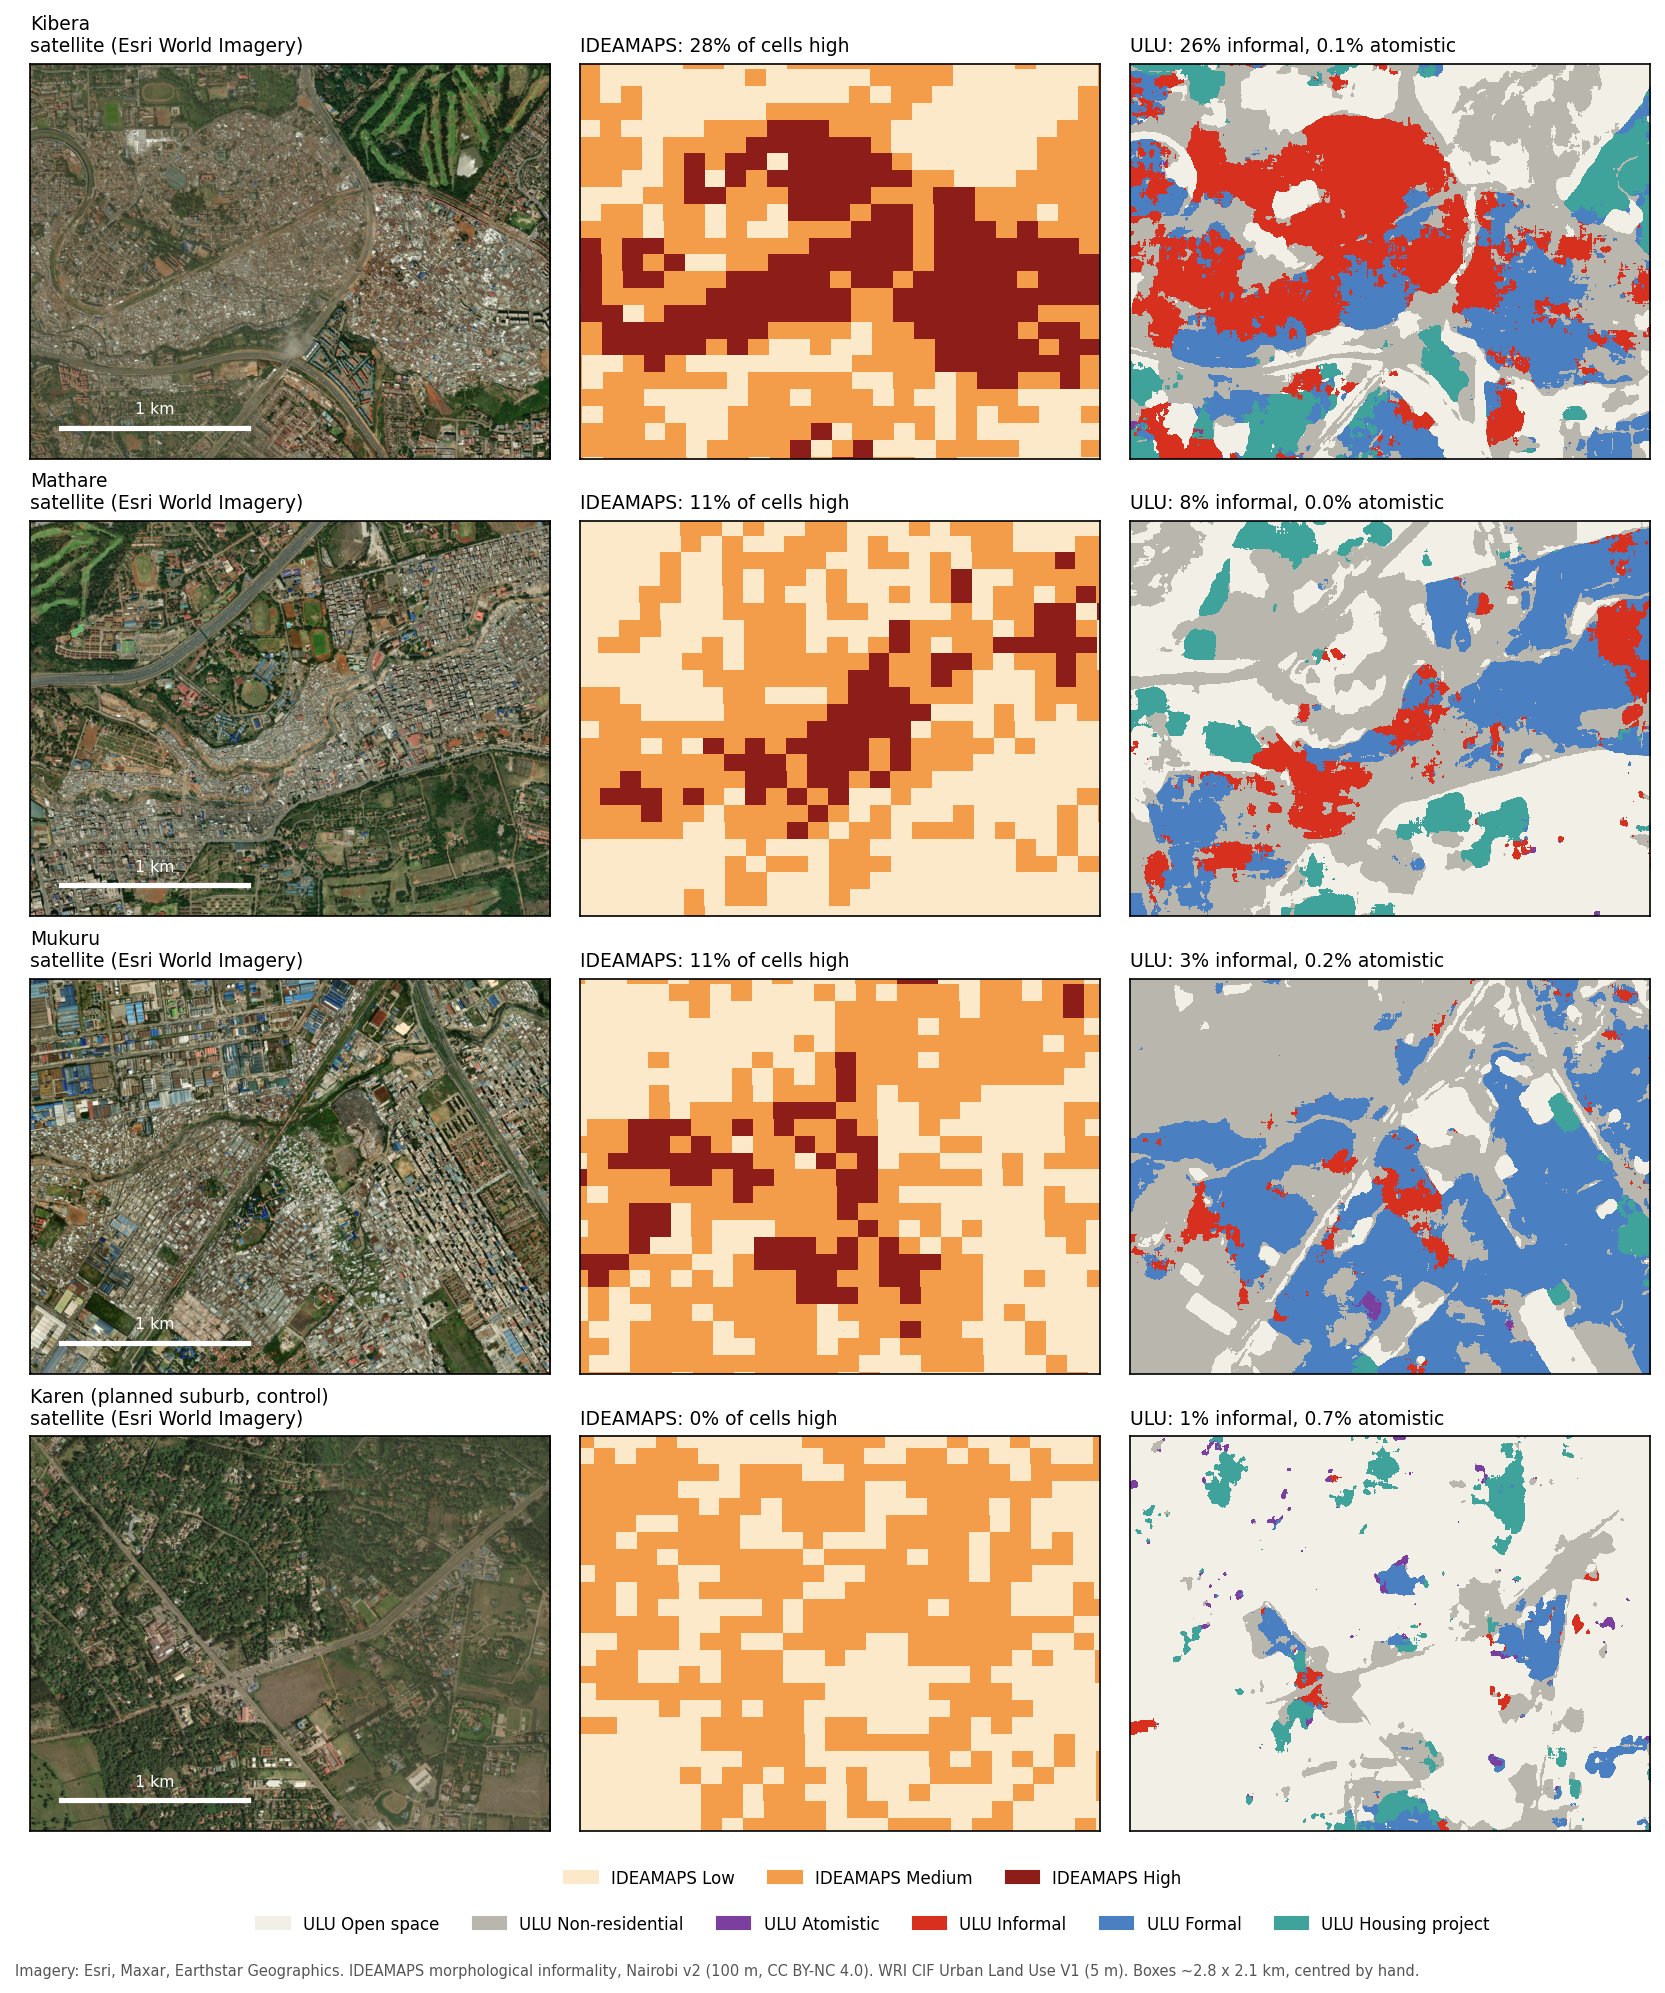 Kibera
satellite (Esri World Imagery)
IDEAMAPS: 28% of cells high
ULU: 26% informal, 0.1% atomistic
1 km
Mathare
satellite (Esri World Imagery)
IDEAMAPS: 11% of cells high
ULU: 8% informal, 0.0% atomistic
1 km
Mukuru
satellite (Esri World Imagery)
IDEAMAPS: 11% of cells high
ULU: 3% informal, 0.2% atomistic
1 km
Karen (planned suburb, control)
satellite (Esri World Imagery)
IDEAMAPS: 0% of cells high
ULU: 1% informal, 0.7% atomistic
1 km
IDEAMAPS Low IDEAMAPS Medium IDEAMAPS High
ULU Open space ULU Non-residential ULU Atomistic ULU Informal ULU Formal ULU Housing project
Imagery: Esri, Maxar, Earthstar Geographics. IDEAMAPS morphological informality, Nairobi v2 (100 m, CC BY-NC 4.0). WRI CIF Urban Land Use V1 (5 m). Boxes ~2.8 x 2.1 km, centred by hand.